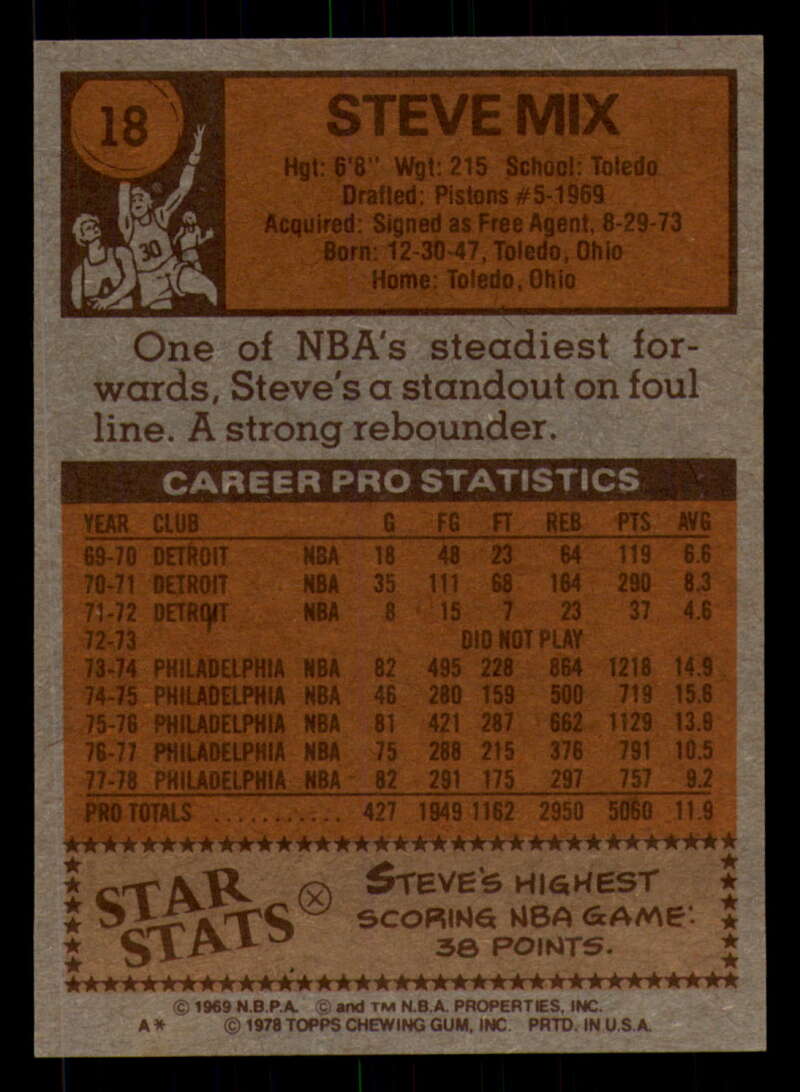 18
STEVE MIX
Hgt: 6'8" Wgt: 215 School: Toledo
Drafted: Pistons #5-1969
Acquired: Signed as Free Agent, 8-29-73
Born: 12-30-47, Toledo, Ohio
Home: Toledo, Ohio
30
One of NBA's steadiest for-
wards, Steve's a standout on foul
line. A strong rebounder.
CAREER PRO STATISTICS
YEAR CLUB G FG FT REB PTS AVG
69-70 DETROIT NBA 18 48 23 64 119 6.6
70-71 DETROIT NBA 35 111 68 164 290 8.3
71-72 DETROIT NBA 8 15 7 23 37 4.6
72-73 DID NOT PLAY
73-74 PHILADELPHIA NBA 82 495 228 864 1218 14.9
74-75 PHILADELPHIA NBA 46 280 159 500 719 15.6
75-76 PHILADELPHIA NBA 81 421 287 662 1129 13.9
76-77 PHILADELPHIA NBA 75 288 215 376 791 10.5
77-78 PHILADELPHIA NBA 82 291 175 297 757 9.2
PRO TOTALS ........... 427 1949 1162 2950 5060 11.9
STAR STATS
STEVE'S HIGHEST
SCORING NBA GAME:
38 POINTS.
© 1969 N.B.P.A. © and TM N.B.A. PROPERTIES, INC.
A* © 1978 TOPPS CHEWING GUM, INC. PRTD. IN U.S.A.